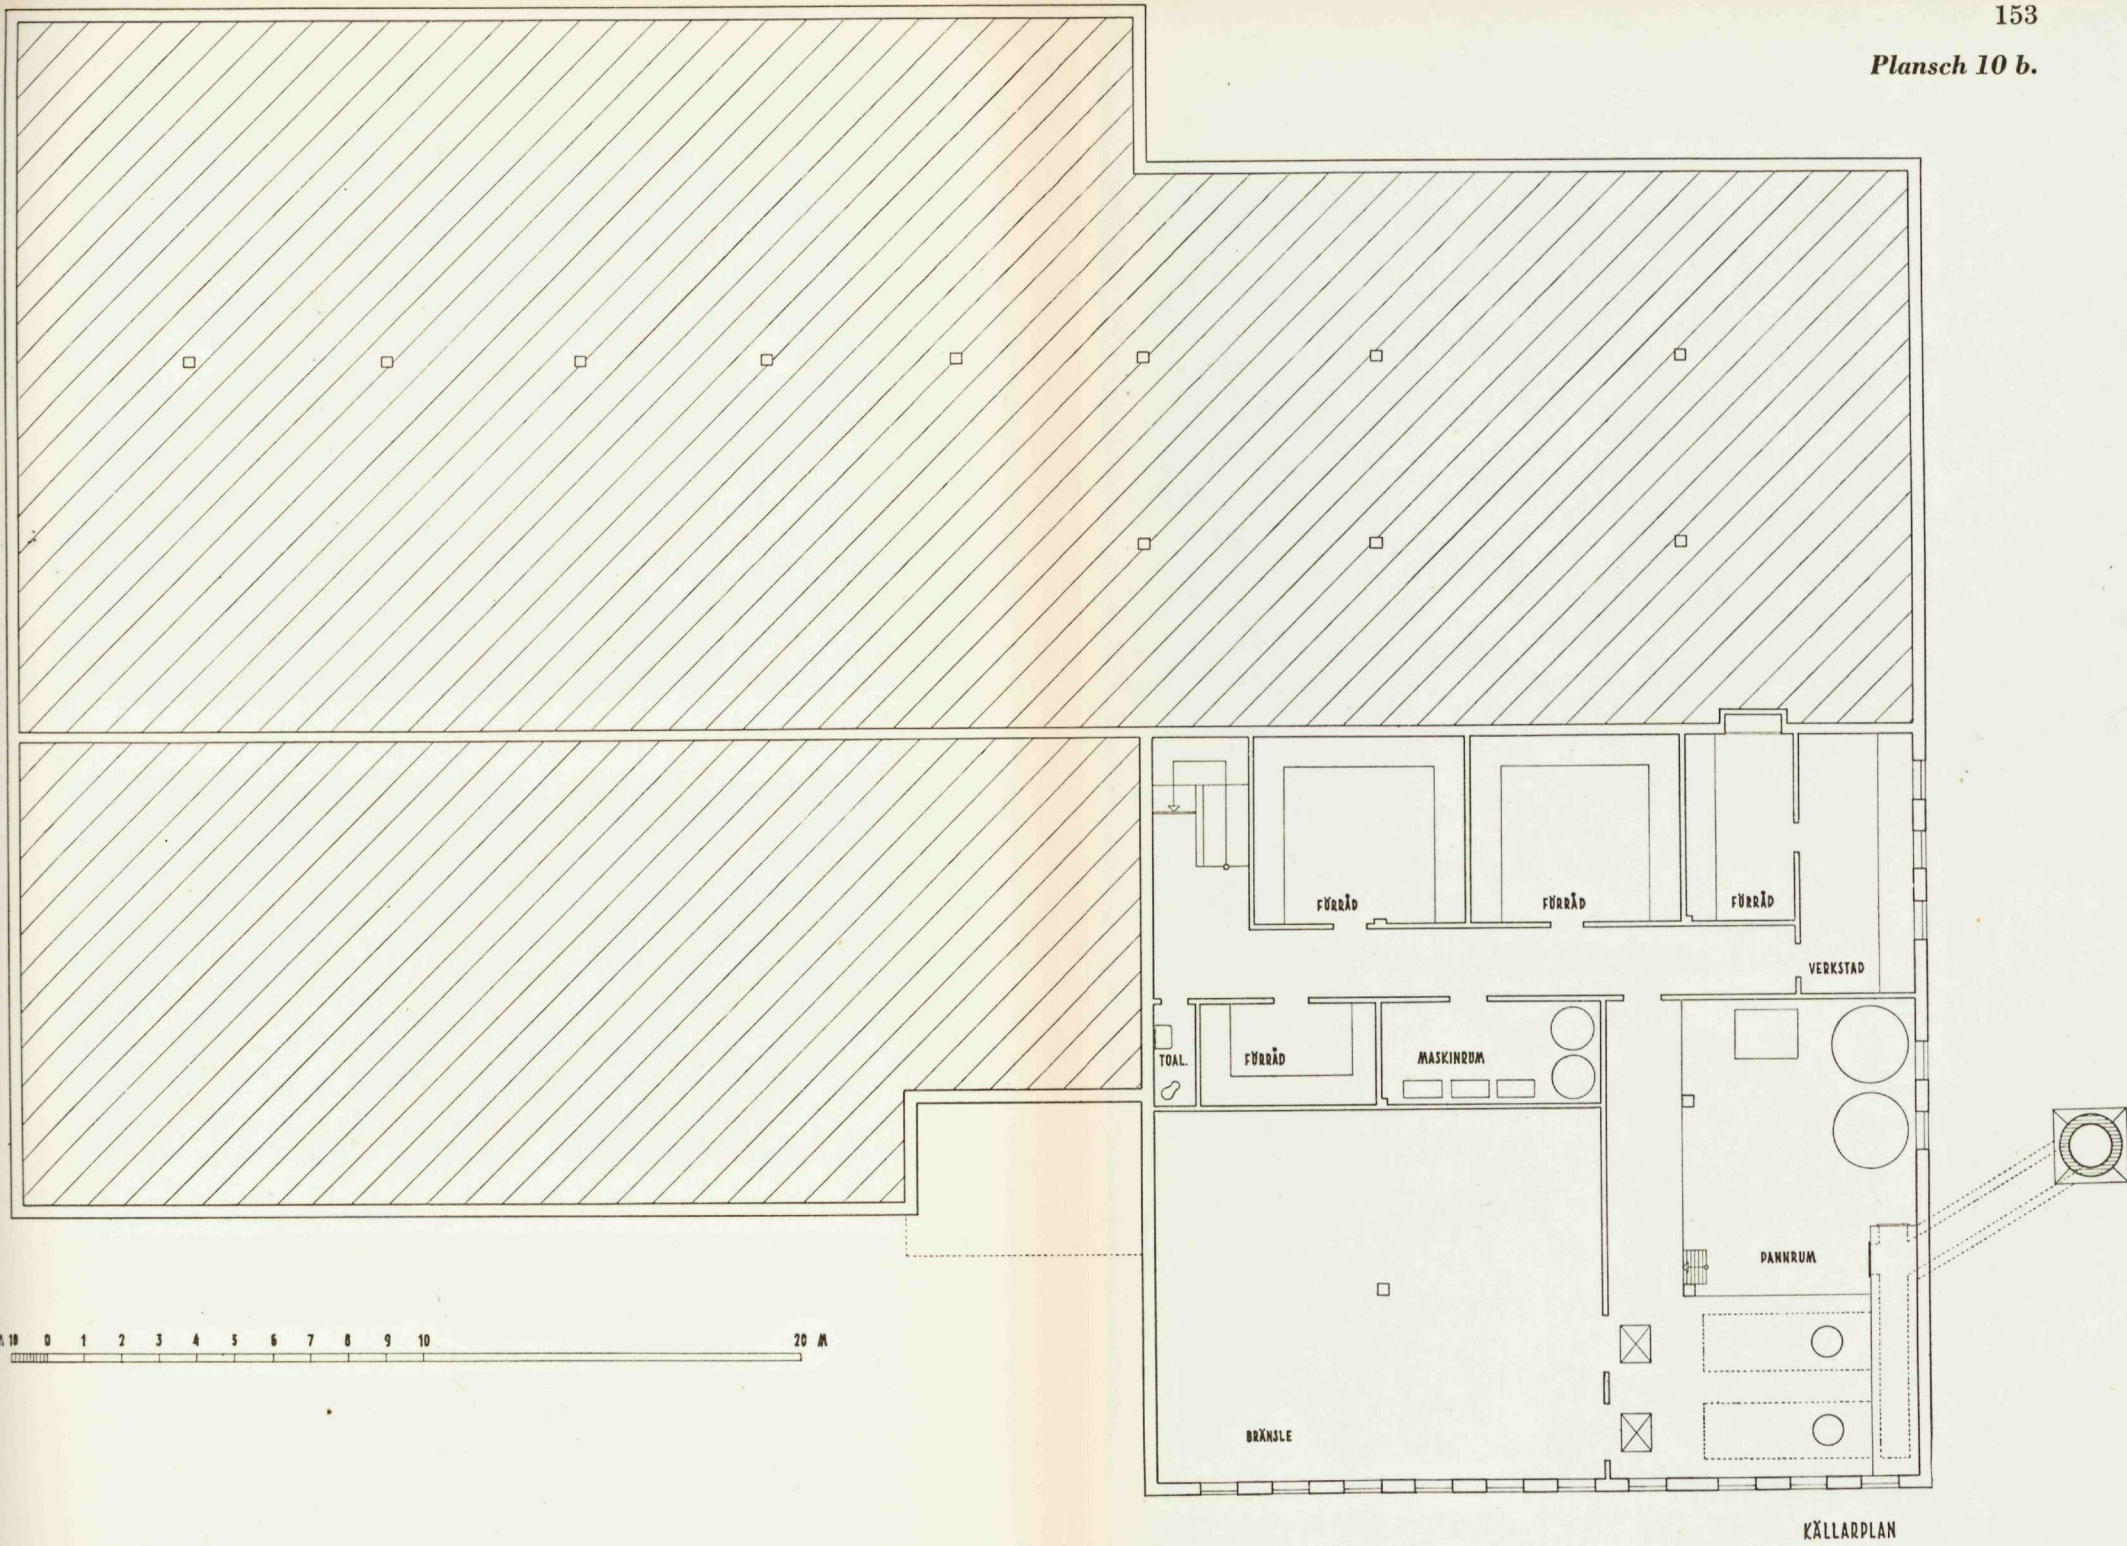 153
Plansch 10 b.
FÖRRÅD
FÖRRÅD
FÖRRÅD
VERKSTAD
TOAL.
FÖRRÅD
MASKINRUM
PANNRUM
M 10 0 1 2 3 4 5 6 7 8 9 10 20 M
BRÄNSLE
KÄLLARPLAN